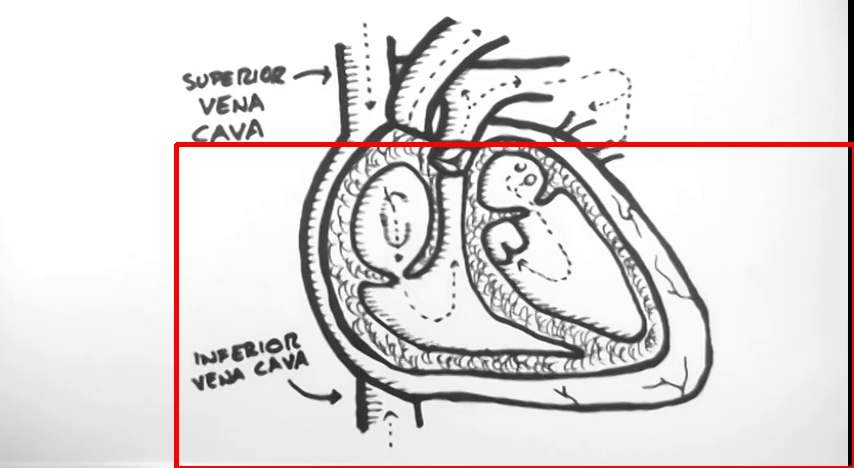 SUPERIOR
VENA
CAVA
INFERIOR
VENA CAVA